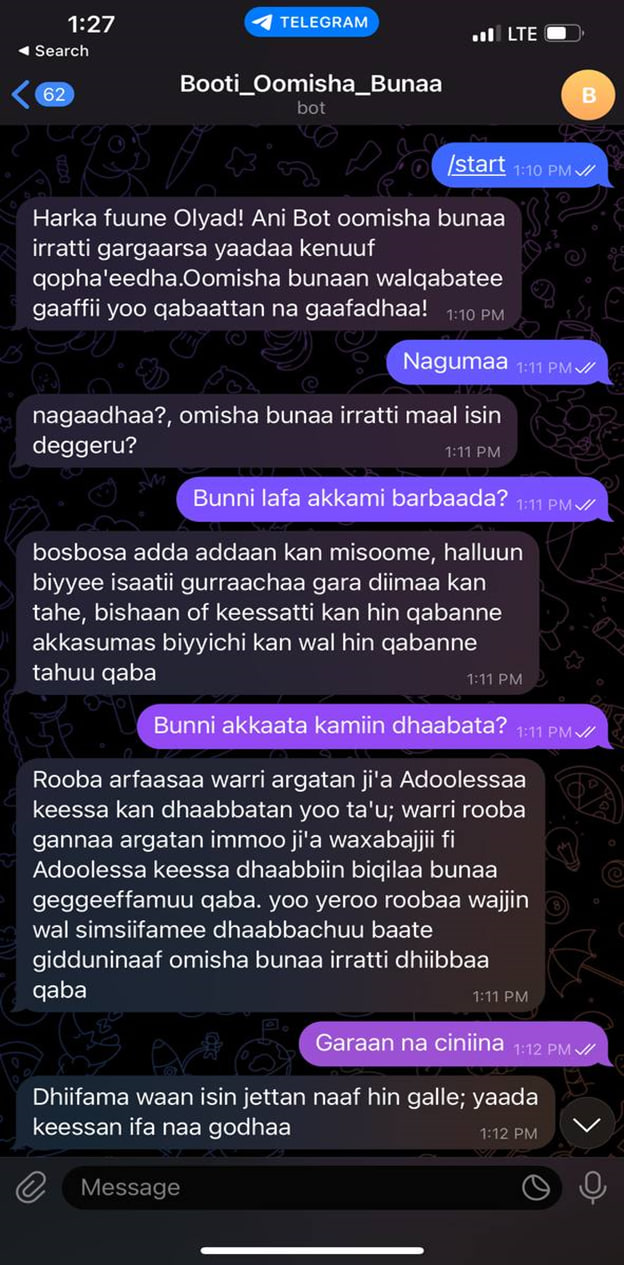 1:27
TELEGRAM
LTE
◄ Search
62
Booti_Oomisha_Bunaa
bot
B
/start 1:10 PM
Harka fuune Olyad! Ani Bot oomisha bunaa
irratti gargaarsa yaadaa kenuuf
qopha'eedha.Oomisha bunaan walqabatee
gaaffii yoo qabaattan na gaafadhaa! 1:10 PM
Nagumaa 1:11 PM
nagaadhaa?, omisha bunaa irratti maal isin
deggeru? 1:11 PM
Bunni lafa akkami barbaada? 1:11 PM
bosbosa adda addaan kan misoome, halluun
biyyee isaatii gurraachaa gara diimaa kan
tahe, bishaan of keessatti kan hin qabanne
akkasumas biyyichi kan wal hin qabanne
tahuu qaba 1:11 PM
Bunni akkaata kamiin dhaabata? 1:11 PM
Rooba arfaasaa warri argatan ji'a Adoolessaa
keessa kan dhaabbatan yoo ta'u; warri rooba
gannaa argatan immoo ji'a waxabajjii fi
Adoolessa keessa dhaabbiin biqilaa bunaa
geggeeffamuu qaba. yoo yeroo roobaa wajjin
wal simsiifamee dhaabbachuu baate
gidduninaaf omisha bunaa irratti dhiibbaa
qaba 1:11 PM
Garaan na ciniina 1:12 PM
Dhiifama waan isin jettan naaf hin galle; yaada
keessan ifa naa godhaa 1:12 PM
Message